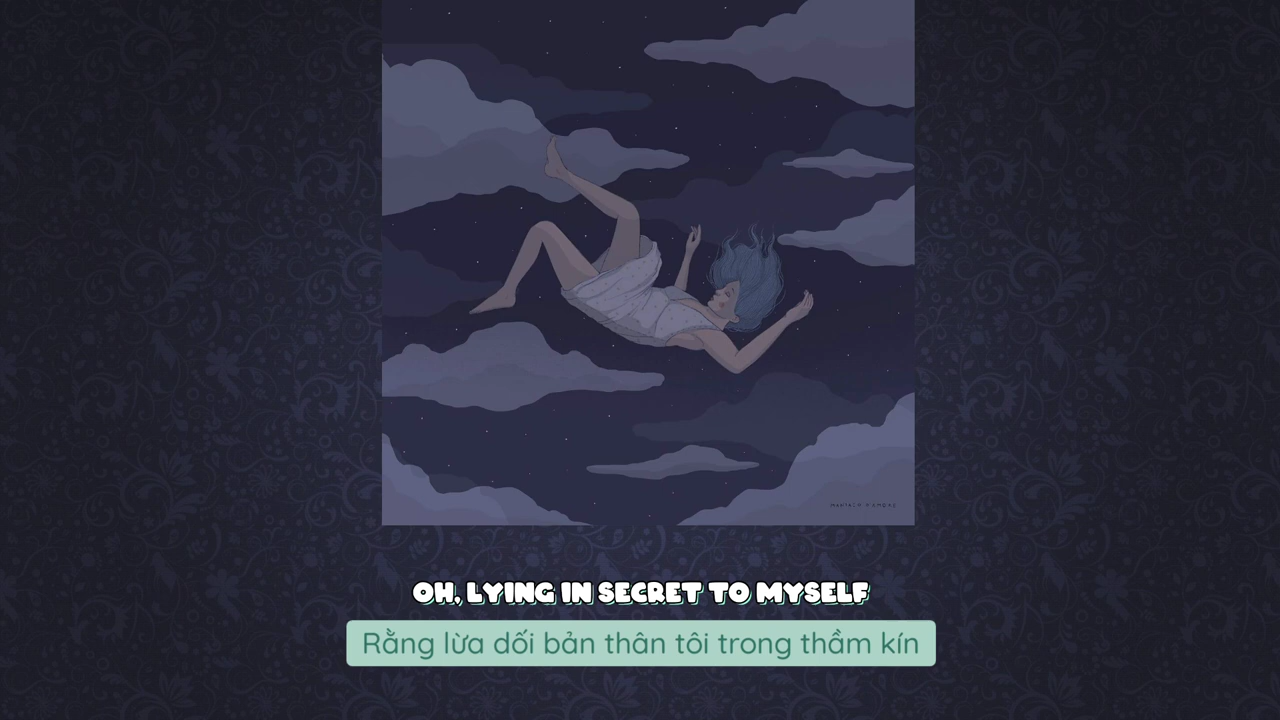 OH, LYING IN SECRET TO MYSELF
Rằng lừa dối bản thân tôi trong thầm kín